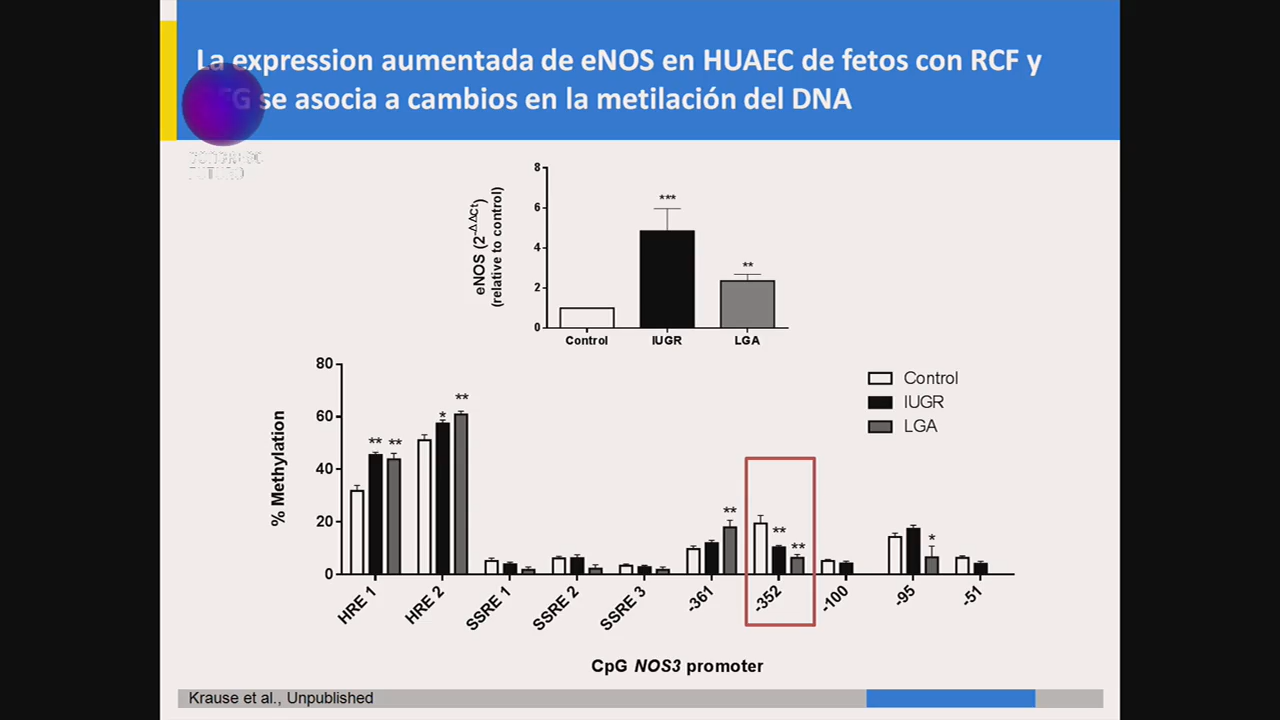 La expression aumentada de eNOS en HUAEC de fetos con RCF y
se asocia a cambios en la metilación del DNA
FUTURO
8
6
4
2
0
eNOS (2-ΔΔCt)
(relative to control)
***
**
Control IUGR LGA
80
60
40
20
0
% Methylation
** ** * ** ** ** ** *
Control
IUGR
LGA
HRE 1 HRE 2 SSRE 1 SSRE 2 SSRE 3 -361 -352 -100 -95 -51
CpG NOS3 promoter
Krause et al., Unpublished